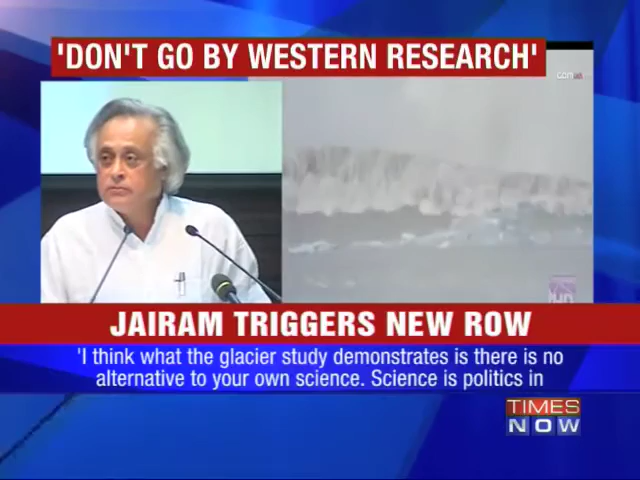 'DON'T GO BY WESTERN RESEARCH'
JAIRAM TRIGGERS NEW ROW
'I think what the glacier study demonstrates is there is no
alternative to your own science. Science is politics in
TIMES
NOW